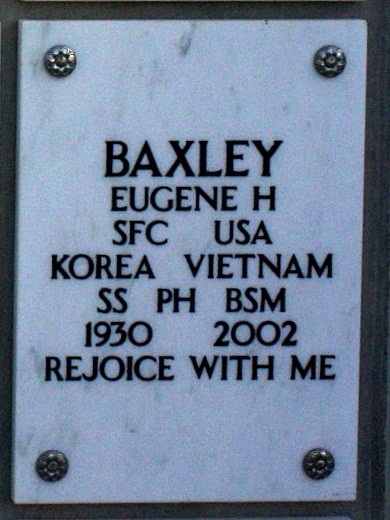 BAXLEY
EUGENE H
SFC USA
KOREA VIETNAM
SS PH BSM
1930 2002
REJOICE WITH ME